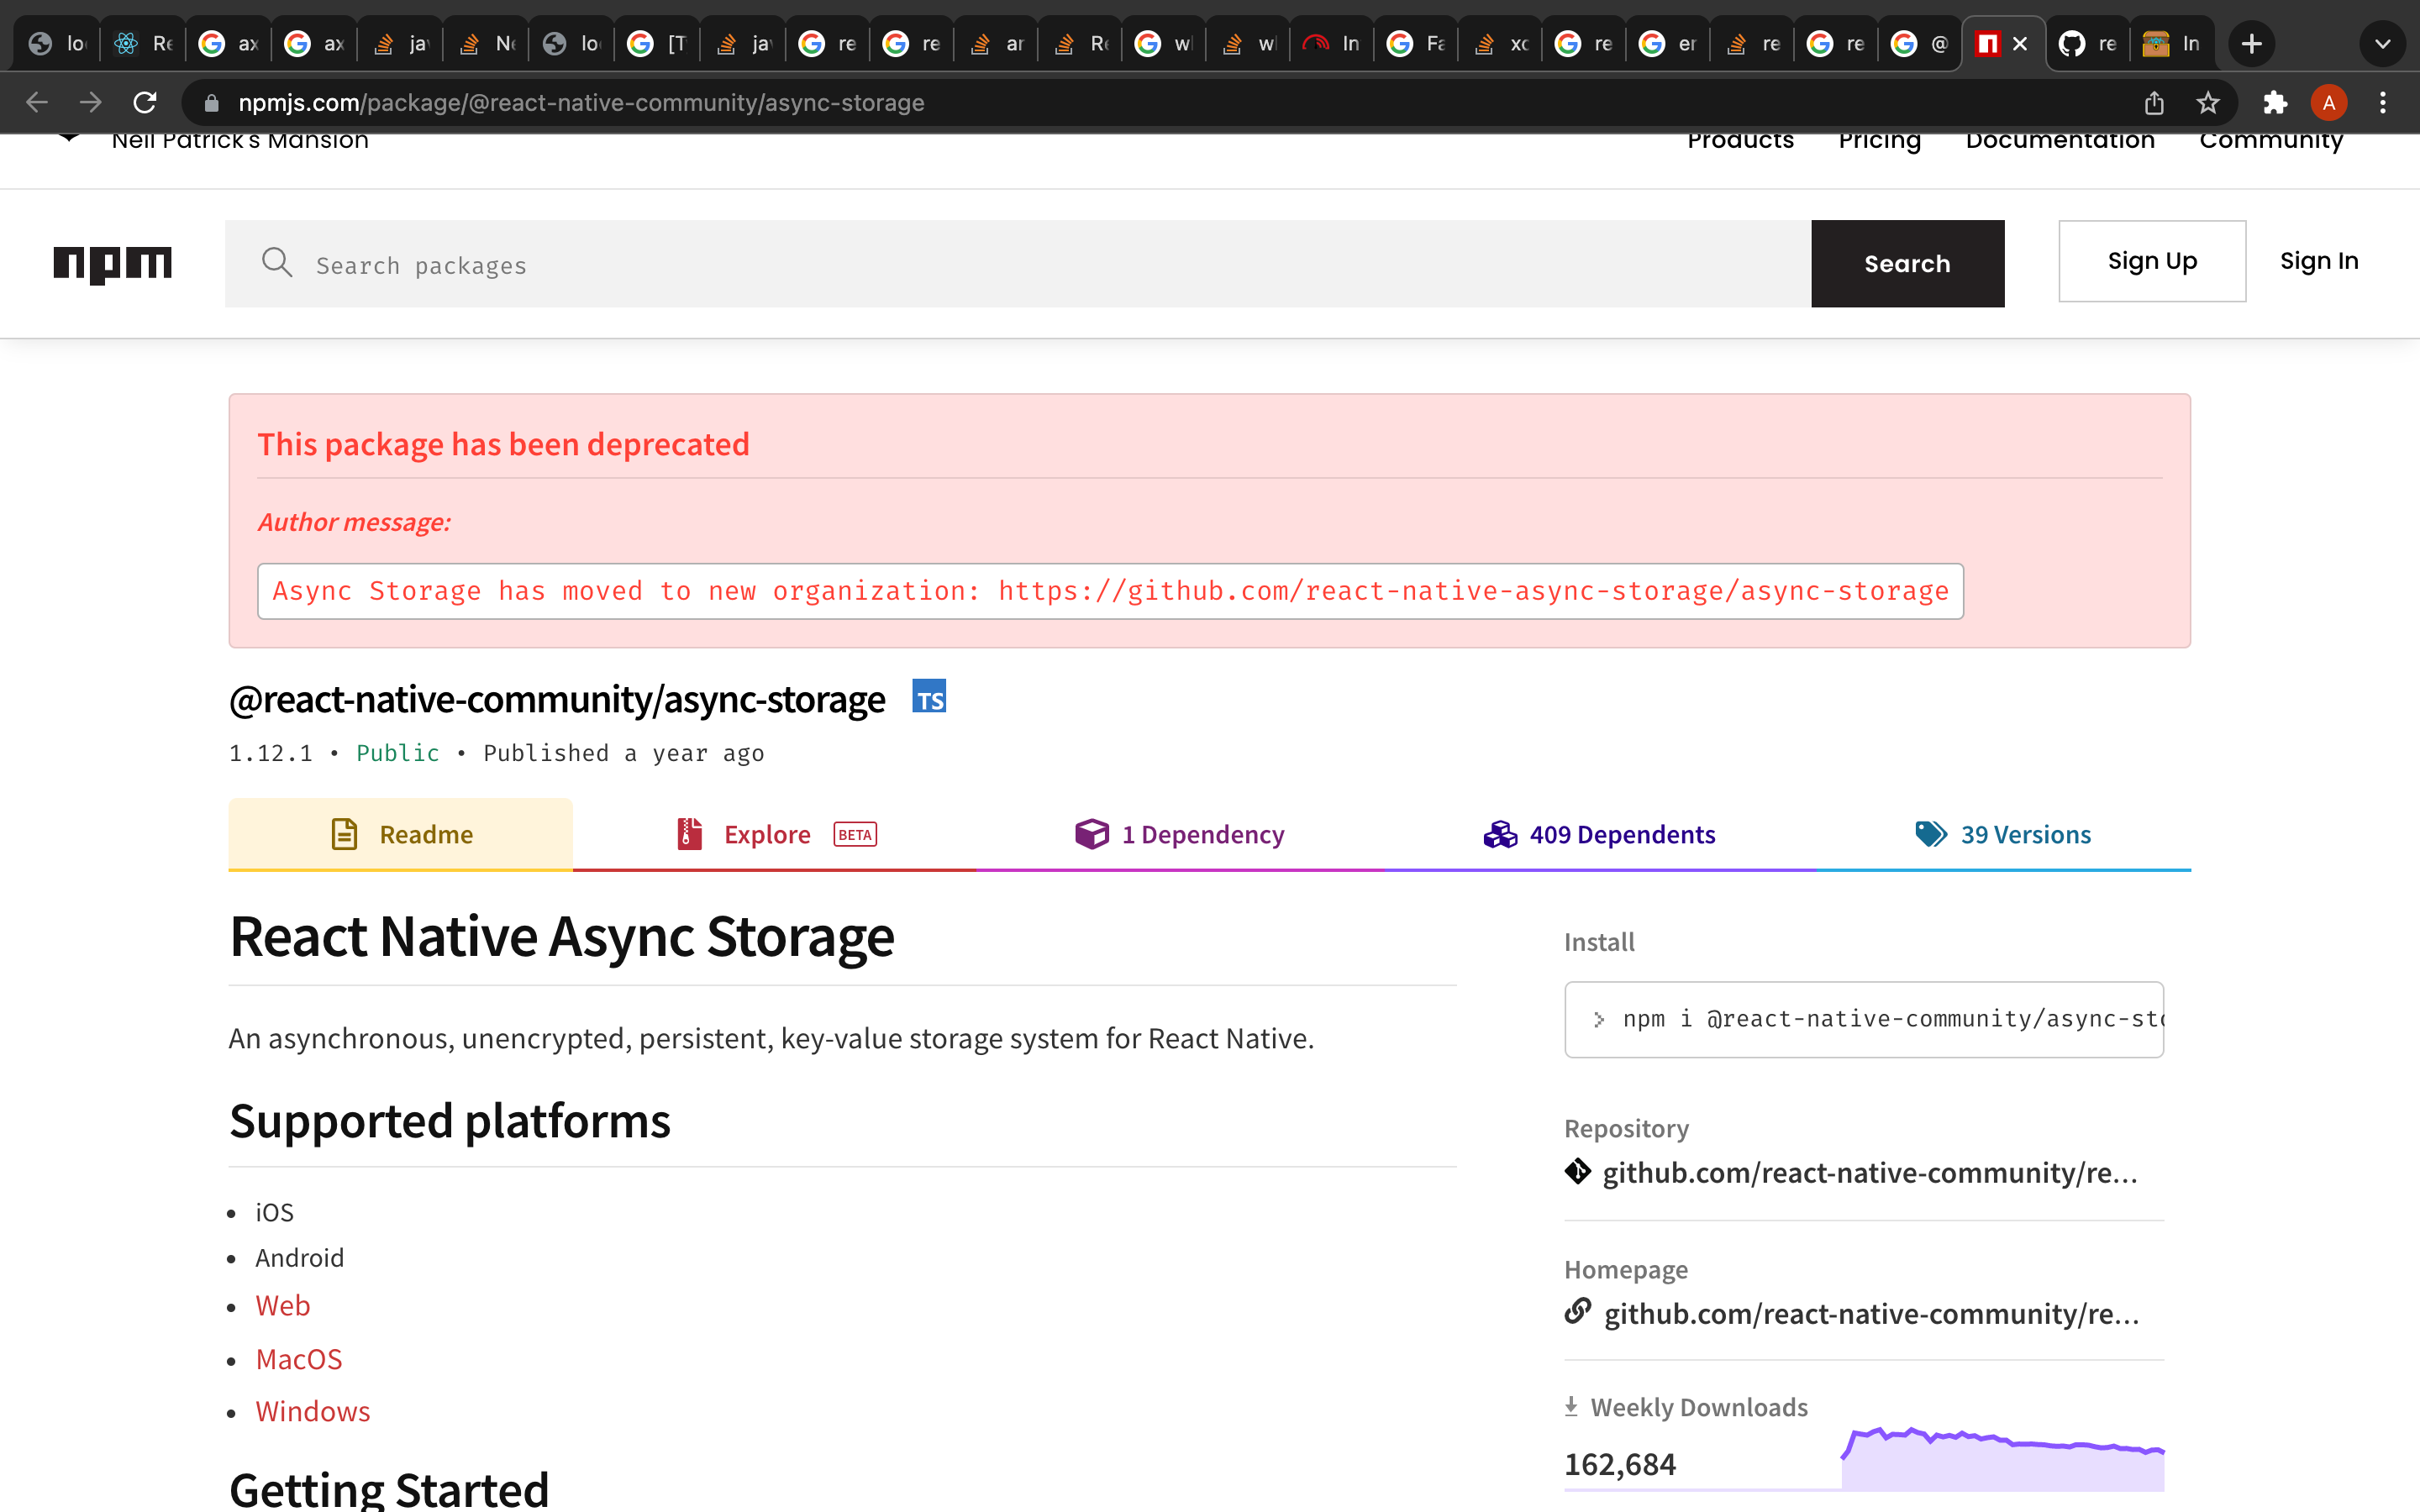 lo
Re
ax
ax
ja
Ne
lo
[T
ja
re
re
ar
Re
w
w
In
Fa
xc
re
er
re
re
@
re
In
npmjs.com/package/@react-native-community/async-storage
A
Neil Patrick's Mansion
Products
Pricing
Documentation
Community
npm
Search packages
Search
Sign Up
Sign In
This package has been deprecated
Author message:
Async Storage has moved to new organization: https://github.com/react-native-async-storage/async-storage
@react-native-community/async-storage TS
1.12.1 • Public • Published a year ago
Readme
Explore BETA
1 Dependency
409 Dependents
39 Versions
React Native Async Storage
An asynchronous, unencrypted, persistent, key-value storage system for React Native.
Supported platforms
• iOS
• Android
• Web
• MacOS
• Windows
Getting Started
Install
> npm i @react-native-community/async-sto
Repository
github.com/react-native-community/re...
Homepage
github.com/react-native-community/re...
Weekly Downloads
162,684